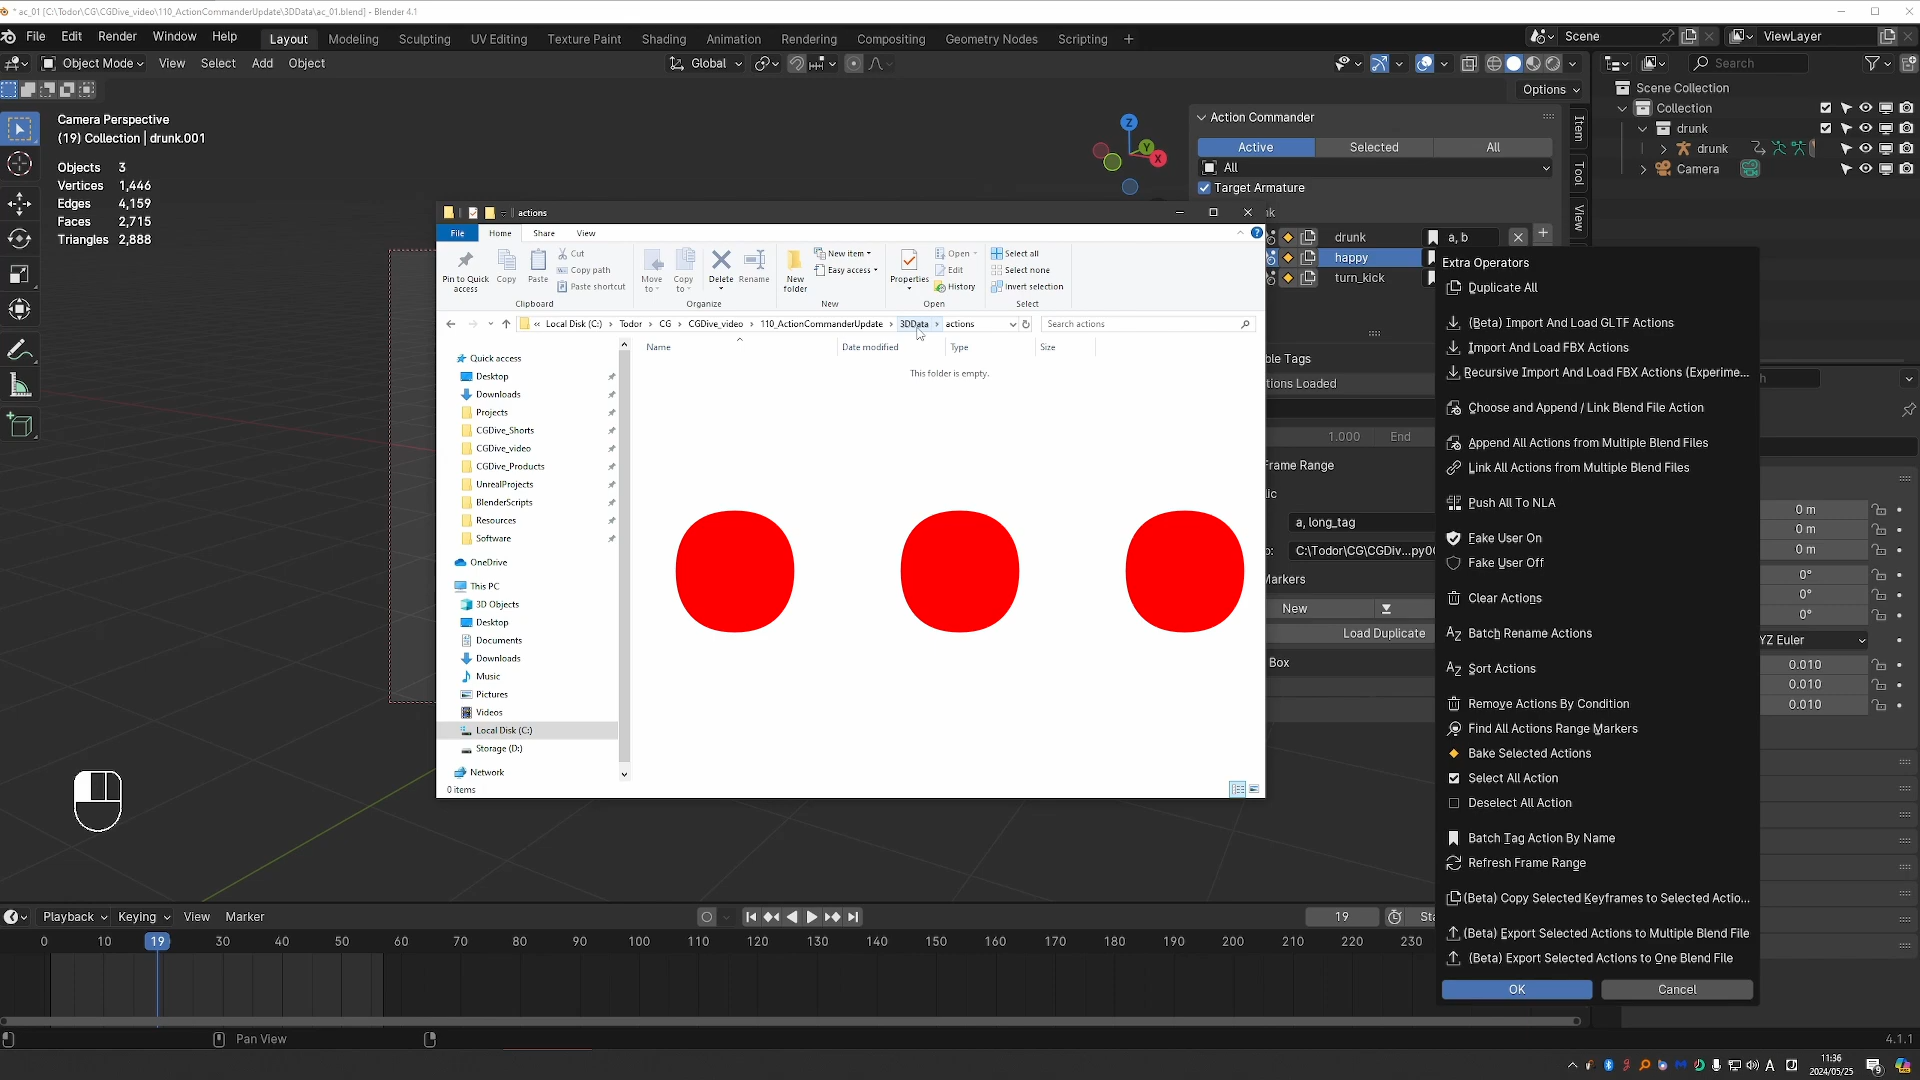 * ac_01 [C:\Todor\CG\CGDive_video\110_ActionCommanderUpdate\3DData\ac_01.blend] - Blender 4.1
File Edit Render Window Help
Layout Modeling Sculpting UV Editing Texture Paint Shading Animation Rendering Compositing Geometry Nodes Scripting +
Scene
ViewLayer
Object Mode View Select Add Object
Global
Search
Options
Camera Perspective
(19) Collection | drunk.001
Objects 3
Vertices 1,446
Edges 4,159
Faces 2,715
Triangles 2,888
Z
Y
X
Action Commander
Active Selected All
All
Target Armature
drunk a, b
happy
turn_kick
Item
Tool
View
Scene Collection
Collection
drunk
drunk
Camera
actions
File Home Share View
Pin to Quick access
Copy
Paste
Cut
Copy path
Paste shortcut
Clipboard
Move to
Copy to
Delete
Rename
Organize
New folder
New item
Easy access
New
Properties
Open
Edit
History
Open
Select all
Select none
Invert selection
Select
« Local Disk (C:) > Todor > CG > CGDive_video > 110_ActionCommanderUpdate > 3DData > actions
Search actions
Name Date modified Type Size
This folder is empty.
Quick access
Desktop
Downloads
Projects
CGDive_Shorts
CGDive_video
CGDive_Products
UnrealProjects
BlenderScripts
Resources
Software
OneDrive
This PC
3D Objects
Desktop
Documents
Downloads
Music
Pictures
Videos
Local Disk (C:)
Storage (D:)
Network
0 items
1.000 End
a, long_tag
C:\Todor\CG\CGDiv...py0
New
Load Duplicate
Box
Extra Operators
Duplicate All
(Beta) Import And Load GLTF Actions
Import And Load FBX Actions
Recursive Import And Load FBX Actions (Experime...
Choose and Append / Link Blend File Action
Append All Actions from Multiple Blend Files
Link All Actions from Multiple Blend Files
Push All To NLA
Fake User On
Fake User Off
Clear Actions
Batch Rename Actions
Sort Actions
Remove Actions By Condition
Find All Actions Range Markers
Bake Selected Actions
Select All Action
Deselect All Action
Batch Tag Action By Name
Refresh Frame Range
(Beta) Copy Selected Keyframes to Selected Actio...
(Beta) Export Selected Actions to Multiple Blend File
(Beta) Export Selected Actions to One Blend File
OK Cancel
0 m
0 m
0 m
0°
0°
0°
YZ Euler
0.010
0.010
0.010
Playback Keying View Marker
19
0 10 19 30 40 50 60 70 80 90 100 110 120 130 140 150 160 170 180 190 200 210 220 230
Pan View
4.1.1
A
11:36
2024/05/25
9